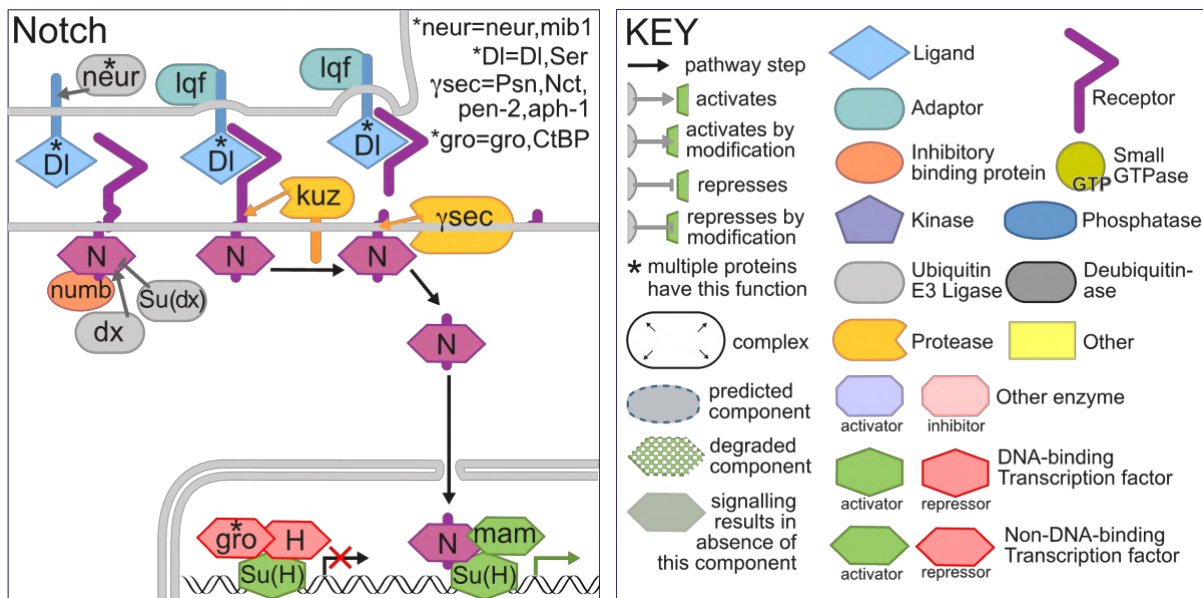 Notch
*neur=neur,mib1
*Dl=Dl,Ser
γsec=Psn,Nct,
pen-2,aph-1
*gro=gro,CtBP
*
neur
lqf
lqf
*
Dl
*
Dl
*
Dl
kuz
γsec
N
N
N
numb
Su(dx)
dx
N
*
gro
H
Su(H)
N
mam
Su(H)
KEY
pathway step
activates
activates by
modification
represses
represses by
modification
* multiple proteins
have this function
complex
predicted
component
degraded
component
signalling
results in
absence of
this component
Ligand
Receptor
Adaptor
Inhibitory
binding protein
GTP
Small
GTPase
Kinase
Phosphatase
Ubiquitin
E3 Ligase
Deubiquitin-
ase
Protease
Other
Other enzyme
activator
inhibitor
DNA-binding
Transcription factor
activator
repressor
Non-DNA-binding
Transcription factor
activator
repressor